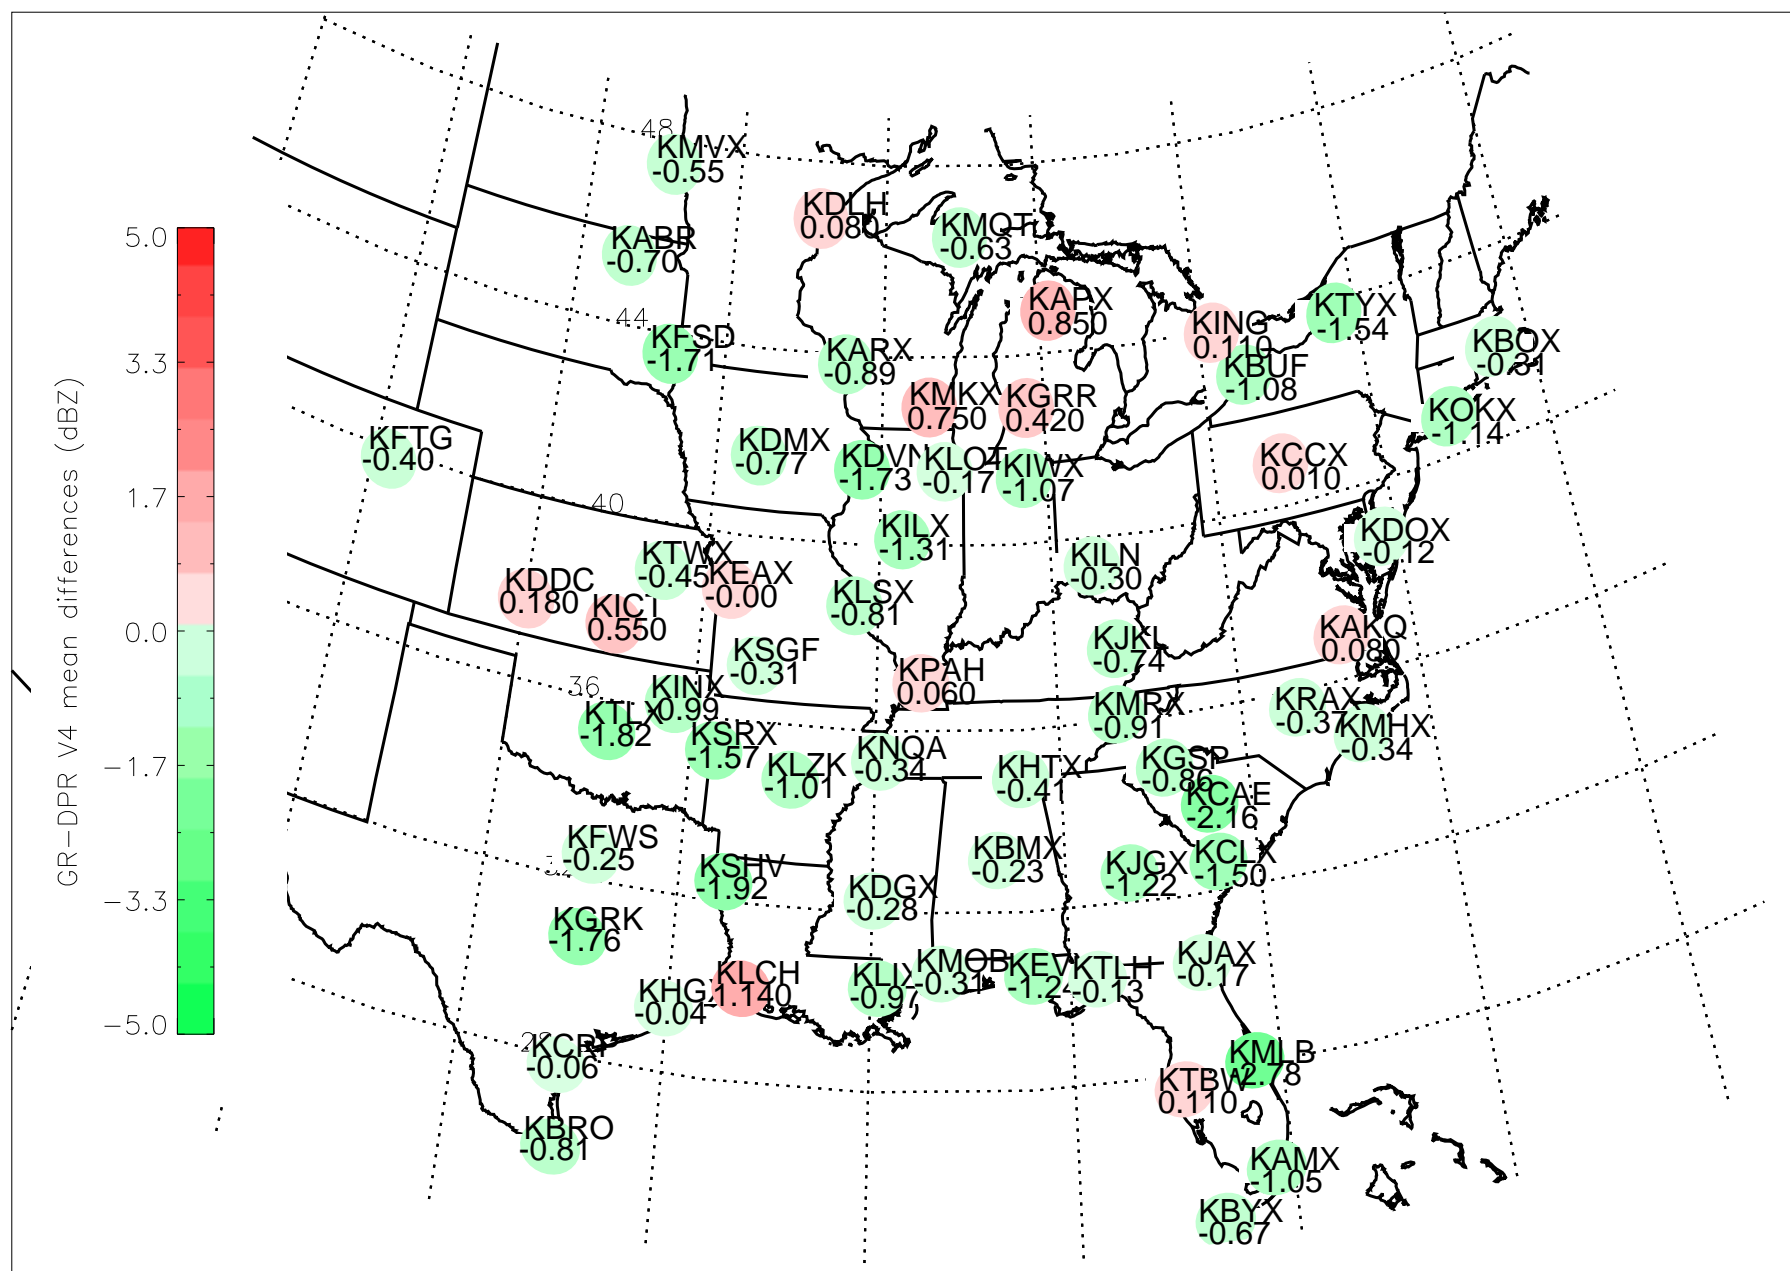 48
KMVX
-0.55
KDLH
0.080
KMQT
-0.63
KABR
-0.70
5.0
KAPX
0.850
KTYX
-1.54
KING
0.110
44
KFSD
-1.71
KBOX
-0.31
KARX
-0.89
KBUF
-1.08
3.3
KMKX
0.750
KGRR
0.420
KOKX
-1.14
KFTG
-0.40
KDMX
-0.77
KDVN
-1.73
KLOT
-0.17
KIWX
-1.07
KCCX
0.010
1.7
40
KILX
-1.31
KDOX
-0.12
KTWX
-0.45
KILN
-0.30
KDDC
0.180
KEAX
-0.00
KICT
0.550
KLSX
-0.81
GR-DPR V4 mean differences (dBZ)
0.0
KAKQ
0.080
KJKL
-0.74
KSGF
-0.31
KPAH
0.060
36
KINX
-0.99
KMRX
-0.91
KRAX
-0.37
KTLX
-1.82
KMHX
-0.34
KSRX
-1.57
KNQA
-0.34
KLZK
-1.01
KHTX
-0.41
KGSP
-0.86
-1.7
KCAE
-2.16
KFWS
-0.25
KBMX
-0.23
KCLX
-1.50
KSHV
-1.92
KJGX
-1.22
KDGX
-0.28
-3.3
KGRK
-1.76
KJAX
-0.17
KLCH
1.140
KLIX
-0.97
KMOB
-0.31
KEV
-1.2
KTLH
-0.13
KHG
-0.04
-5.0
KCRP
-0.06
KMLB
-2.78
KTBW
0.110
KBRO
-0.81
KAMX
-1.05
KBYX
-0.67